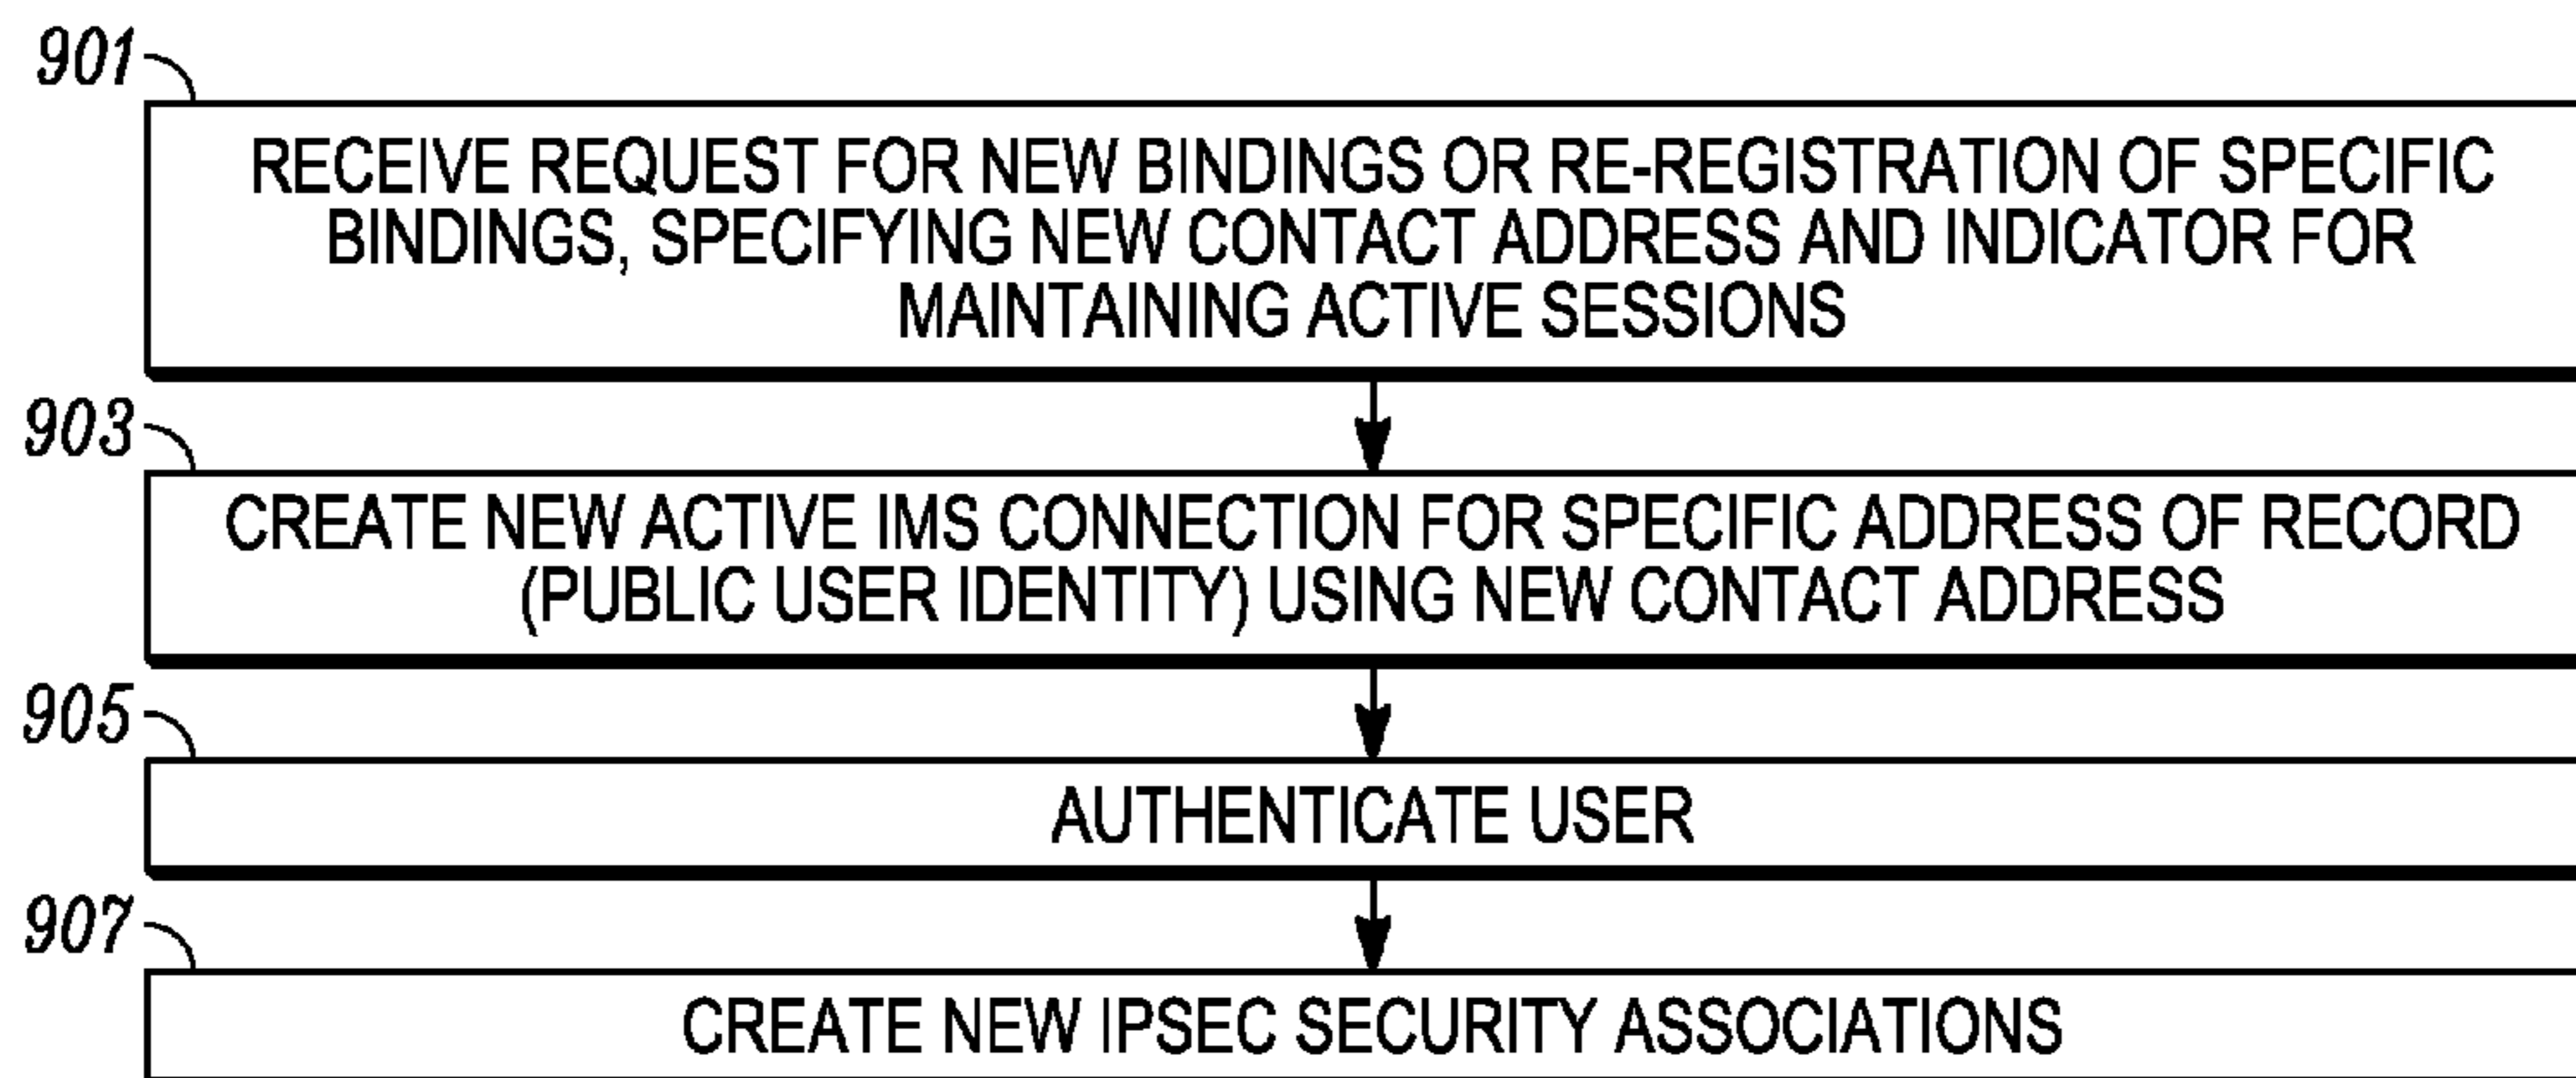 901
RECEIVE REQUEST FOR NEW BINDINGS OR RE-REGISTRATION OF SPECIFIC
BINDINGS, SPECIFYING NEW CONTACT ADDRESS AND INDICATOR FOR
MAINTAINING ACTIVE SESSIONS
903
CREATE NEW ACTIVE IMS CONNECTION FOR SPECIFIC ADDRESS OF RECORD
(PUBLIC USER IDENTITY) USING NEW CONTACT ADDRESS
905
AUTHENTICATE USER
907
CREATE NEW IPSEC SECURITY ASSOCIATIONS